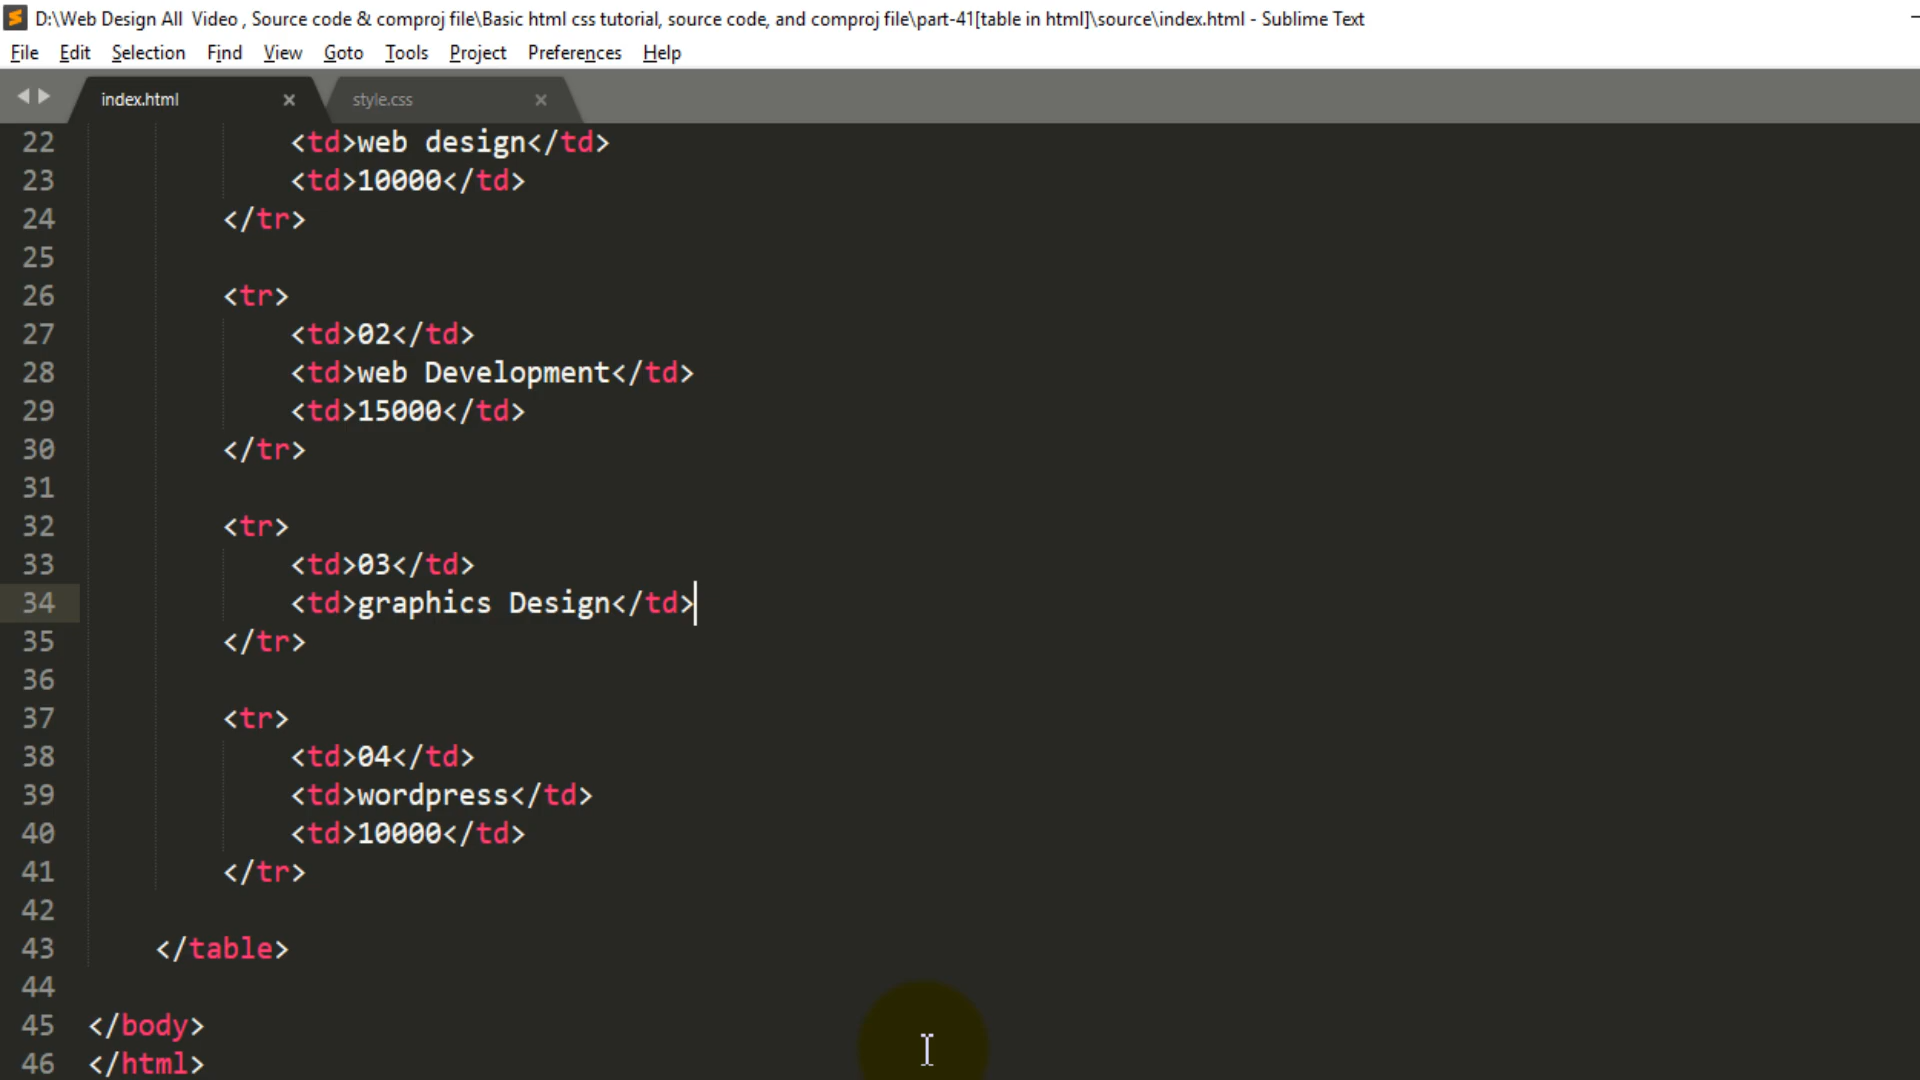 D:\Web Design All  Video , Source code & comproj file\Basic html css tutorial, source code, and comproj file\part-41[table in html]\source\index.html - Sublime Text
File Edit Selection Find View Goto Tools Project Preferences Help
index.html × style.css ×
22 <td>web design</td>
23 <td>10000</td>
24 </tr>
25
26 <tr>
27 <td>02</td>
28 <td>web Development</td>
29 <td>15000</td>
30 </tr>
31
32 <tr>
33 <td>03</td>
34 <td>graphics Design</td>
35 </tr>
36
37 <tr>
38 <td>04</td>
39 <td>wordpress</td>
40 <td>10000</td>
41 </tr>
42
43 </table>
44
45 </body>
46 </html>